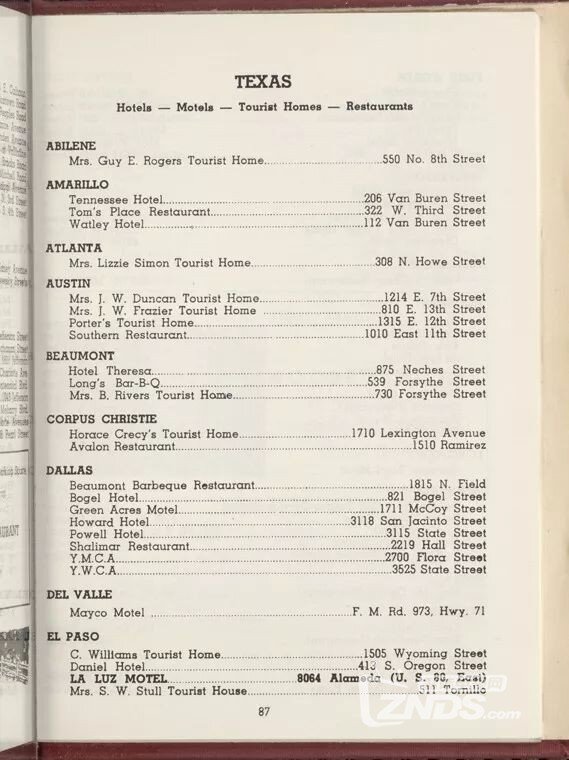 TEXAS
Hotels — Motels — Tourist Homes — Restaurants
ABILENE
Mrs. Guy E. Rogers Tourist Home........550 No. 8th Street
AMARILLO
Tennessee Hotel........206 Van Buren Street
Tom's Place Restaurant........322 W. Third Street
Watley Hotel........112 Van Buren Street
ATLANTA
Mrs. Lizzie Simon Tourist Home........308 N. Howe Street
AUSTIN
Mrs. J. W. Duncan Tourist Home........1214 E. 7th Street
Mrs. J. W. Frazier Tourist Home ........810 E. 13th Street
Porter's Tourist Home........1315 E. 12th Street
Southern Restaurant........1010 East 11th Street
BEAUMONT
Hotel Theresa........875 Neches Street
Long's Bar-B-Q........539 Forsythe Street
Mrs. B. Rivers Tourist Home........730 Forsythe Street
CORPUS CHRISTIE
Horace Crecy's Tourist Home........1710 Lexington Avenue
Avalon Restaurant........1510 Ramirez
DALLAS
Beaumont Barbeque Restaurant........1815 N. Field
Bogel Hotel........821 Bogel Street
Green Acres Motel........1711 McCoy Street
Howard Hotel........3118 San Jacinto Street
Powell Hotel........3115 State Street
Shalimar Restaurant........2219 Hall Street
Y.M.C.A........2700 Flora Street
Y.W.C.A........3525 State Street
DEL VALLE
Mayco Motel ........F. M. Rd. 973, Hwy. 71
EL PASO
C. Williams Tourist Home........1505 Wyoming Street
Daniel Hotel........413 S. Oregon Street
LA LUZ MOTEL........8064 Alameda (U. S. 80, East)
Mrs. S. W. Stull Tourist House........511 Tornillo
87
ZNDS.com